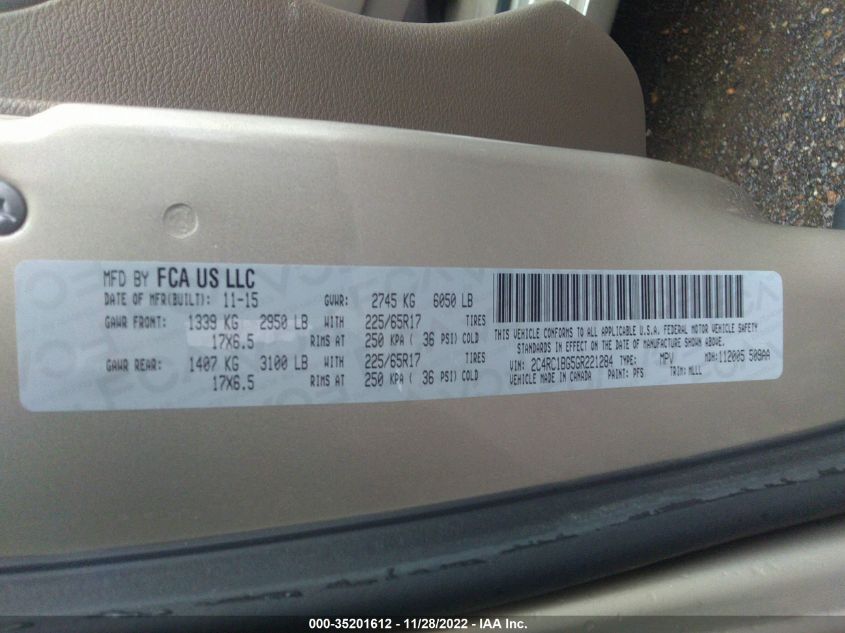 MFD BY FCA US LLC
DATE OF MFR(BUILT): 11-15 GVWR: 2745 KG 6050 LB
GAWR FRONT: 1339 KG 2950 LB WITH 225/65R17 TIRES
17X6.5 RIMS AT 250 KPA ( 36 PSI) COLD
GAWR REAR: 1407 KG 3100 LB WITH 225/65R17 TIRES
17X6.5 RIMS AT 250 KPA ( 36 PSI) COLD
THIS VEHICLE CONFORMS TO ALL APPLICABLE U.S.A. FEDERAL MOTOR VEHICLE SAFETY
STANDARDS IN EFFECT ON THE DATE OF MANUFACTURE SHOWN ABOVE.
VIN: 2C4RC1BG5GR221284 TYPE: MPV MDH:112005 509AA
VEHICLE MADE IN CANADA PAINT: PFS TRIM: MLLL
000-35201612 - 11/28/2022 - IAA Inc.